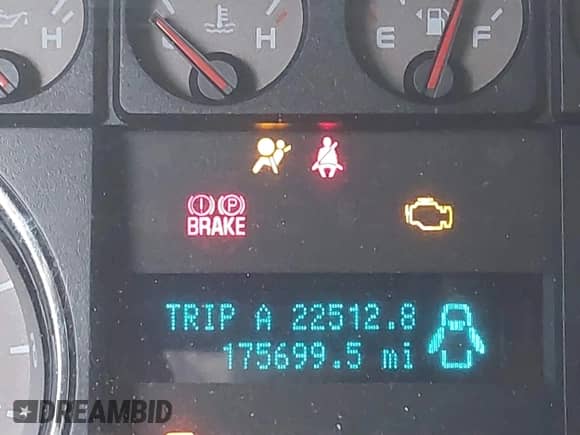 H C H E F
(!) (P)
BRAKE
TRIP A 22512.8
175699.5 mi
DREAMBID